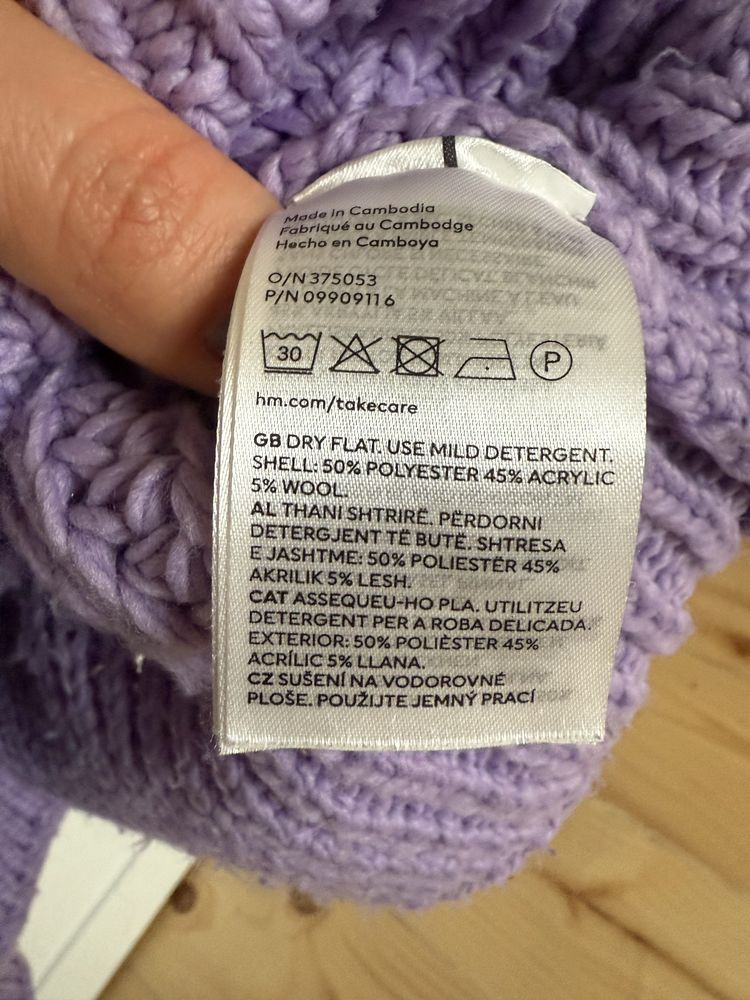 Made in Cambodia
Fabriqué au Cambodge
Hecho en Camboya
O/N 375053
P/N 09909116
30 P
hm.com/takecare
GB DRY FLAT. USE MILD DETERGENT.
SHELL: 50% POLYESTER 45% ACRYLIC
5% WOOL.
AL THANI SHTRIRË. PËRDORNI
DETERGJENT TË BUTË. SHTRESA
E JASHTME: 50% POLIESTËR 45%
AKRILIK 5% LESH.
CAT ASSEQUEU-HO PLA. UTILITZEU
DETERGENT PER A ROBA DELICADA.
EXTERIOR: 50% POLIÈSTER 45%
ACRÍLIC 5% LLANA.
CZ SUŠENÍ NA VODOROVNÉ
PLOŠE. POUŽIJTE JEMNÝ PRACÍ